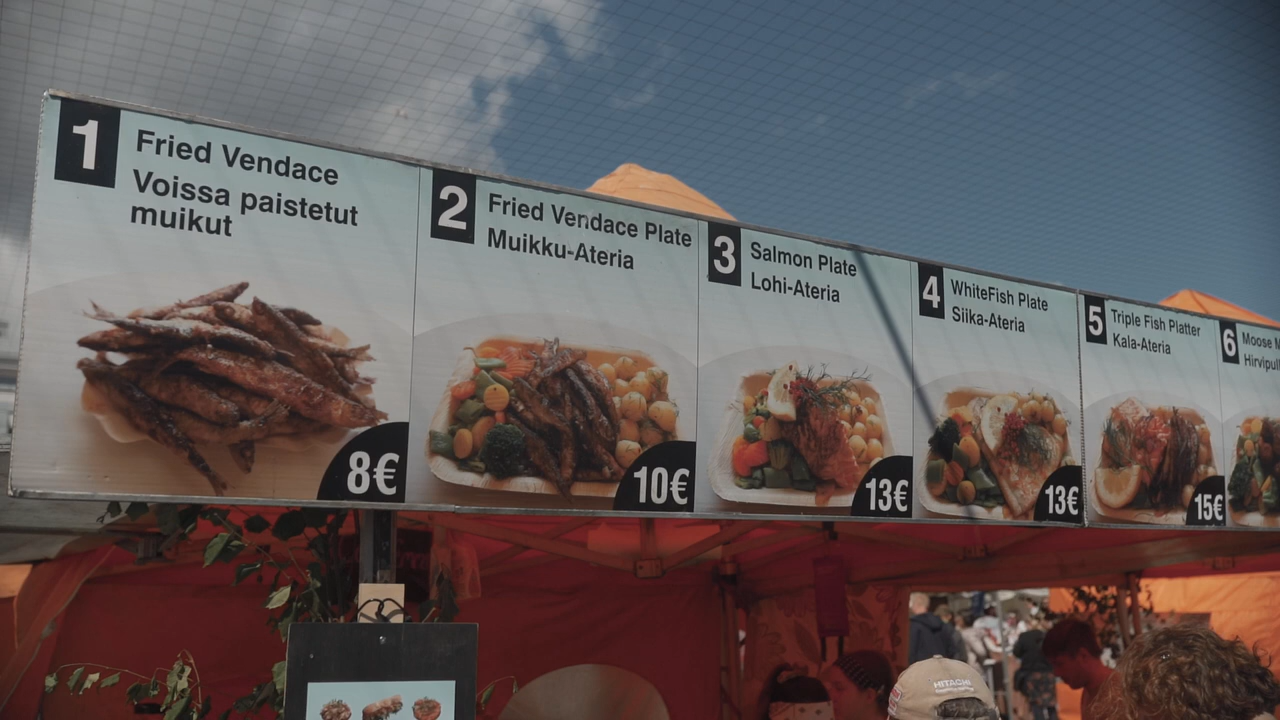 1
Fried Vendace
Voissa paistetut
muikut
8€
2
Fried Vendace Plate
Muikku-Ateria
10€
3
Salmon Plate
Lohi-Ateria
13€
4
WhiteFish Plate
Siika-Ateria
13€
5
Triple Fish Platter
Kala-Ateria
15€
6
Moose
HITACHI